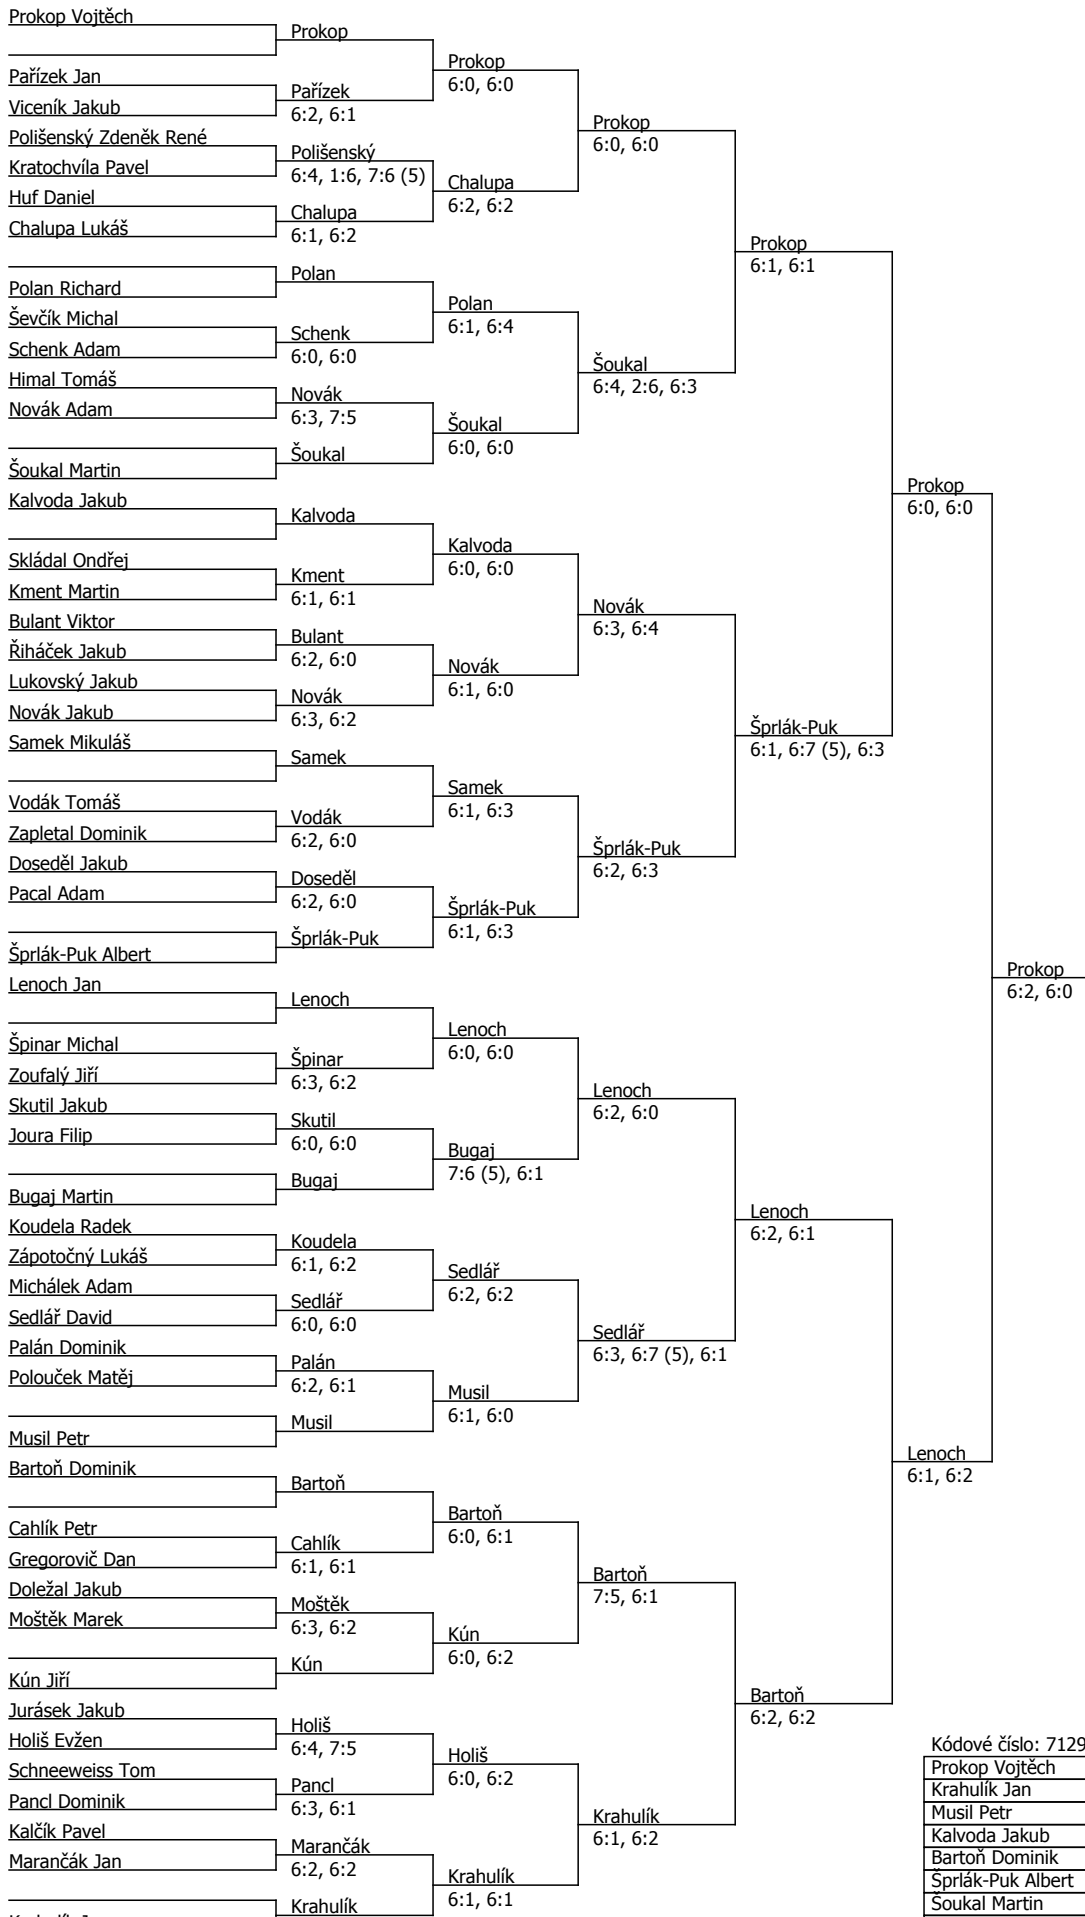 Prokop Vojtěch
Pařízek Jan
Viceník Jakub
Polišenský Zdeněk René
Kratochvíla Pavel
Huf Daniel
Chalupa Lukáš
Polan Richard
Ševčík Michal
Schenk Adam
Himal Tomáš
Novák Adam
Šoukal Martin
Kalvoda Jakub
Skládal Ondřej
Kment Martin
Bulant Viktor
Řiháček Jakub
Lukovský Jakub
Novák Jakub
Samek Mikuláš
Vodák Tomáš
Zapletal Dominik
Doseděl Jakub
Pacal Adam
Šprlák-Puk Albert
Lenoch Jan
Špinar Michal
Zoufalý Jiří
Skutil Jakub
Joura Filip
Bugaj Martin
Koudela Radek
Zápotočný Lukáš
Michálek Adam
Sedlář David
Palán Dominik
Polouček Matěj
Musil Petr
Bartoň Dominik
Cahlík Petr
Gregorovič Dan
Doležal Jakub
Moštěk Marek
Kún Jiří
Jurásek Jakub
Holiš Evžen
Schneeweiss Tom
Pancl Dominik
Kalčík Pavel
Marančák Jan
Prokop
Pařízek
6:2, 6:1
Polišenský
6:4, 1:6, 7:6 (5)
Chalupa
6:1, 6:2
Polan
Schenk
6:0, 6:0
Novák
6:3, 7:5
Šoukal
Kalvoda
Kment
6:1, 6:1
Bulant
6:2, 6:0
Novák
6:3, 6:2
Samek
Vodák
6:2, 6:0
Doseděl
6:2, 6:0
Šprlák-Puk
Lenoch
Špinar
6:3, 6:2
Skutil
6:0, 6:0
Bugaj
Koudela
6:1, 6:2
Sedlář
6:0, 6:0
Palán
6:2, 6:1
Musil
Bartoň
Cahlík
6:1, 6:1
Moštěk
6:3, 6:2
Kún
Holiš
6:4, 7:5
Pancl
6:3, 6:1
Marančák
6:2, 6:2
Krahulík
Prokop
6:0, 6:0
Chalupa
6:2, 6:2
Polan
6:1, 6:4
Šoukal
6:0, 6:0
Kalvoda
6:0, 6:0
Novák
6:1, 6:0
Samek
6:1, 6:3
Šprlák-Puk
6:1, 6:3
Lenoch
6:0, 6:0
Bugaj
7:6 (5), 6:1
Sedlář
6:2, 6:2
Musil
6:1, 6:0
Bartoň
6:0, 6:1
Kún
6:0, 6:2
Holiš
6:0, 6:2
Krahulík
6:1, 6:1
Prokop
6:0, 6:0
Šoukal
6:4, 2:6, 6:3
Novák
6:3, 6:4
Šprlák-Puk
6:2, 6:3
Lenoch
6:2, 6:0
Sedlář
6:3, 6:7 (5), 6:1
Bartoň
7:5, 6:1
Krahulík
6:1, 6:2
Prokop
6:1, 6:1
Šprlák-Puk
6:1, 6:7 (5), 6:3
Lenoch
6:2, 6:1
Bartoň
6:2, 6:2
Prokop
6:0, 6:0
Lenoch
6:1, 6:2
Prokop
6:2, 6:0
Kódové číslo: 7129
Prokop Vojtěch
Krahulík Jan
Musil Petr
Kalvoda Jakub
Bartoň Dominik
Šprlák-Puk Albert
Šoukal Martin